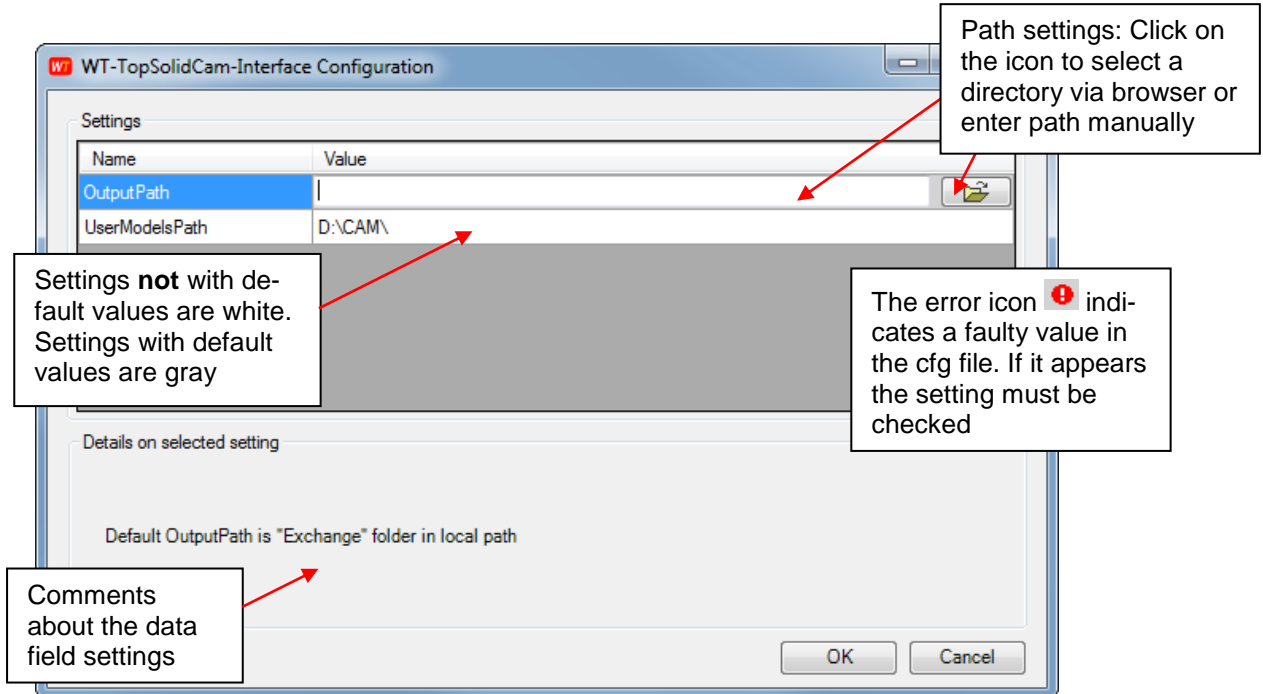 Path settings: Click on
the icon to select a
directory via browser or
enter path manually
WT WT-TopSolidCam-Interface Configuration
Settings
Name Value
OutputPath
UserModelsPath D:\CAM\
Settings not with de-
fault values are white.
Settings with default
values are gray
The error icon indi-
cates a faulty value in
the cfg file. If it appears
the setting must be
checked
Details on selected setting
Default OutputPath is "Exchange" folder in local path
Comments
about the data
field settings
OK Cancel